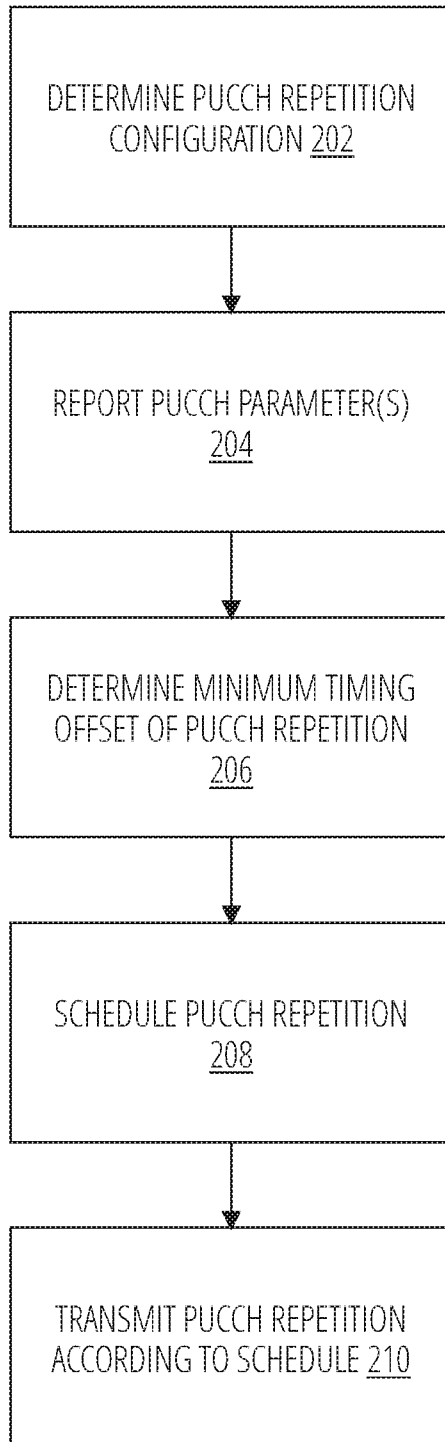 DETERMINE PUCCH REPETITION
CONFIGURATION 202
REPORT PUCCH PARAMETER(S)
204
DETERMINE MINIMUM TIMING
OFFSET OF PUCCH REPETITION
206
SCHEDULE PUCCH REPETITION
208
TRANSMIT PUCCH REPETITION
ACCORDING TO SCHEDULE 210